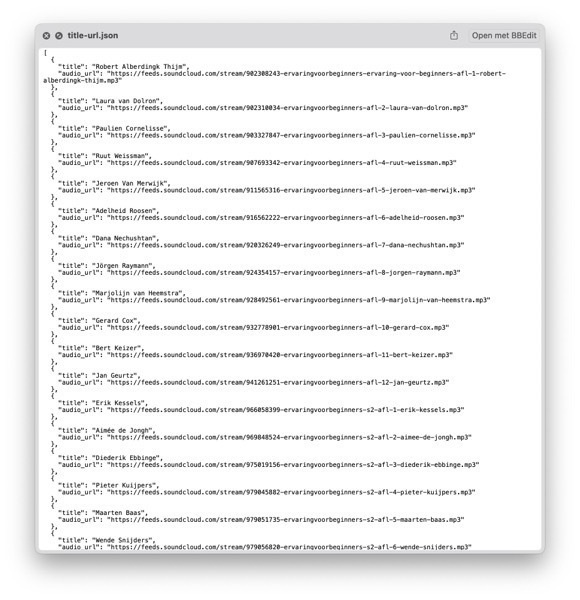 title-url.json
Open met BBEdit
[
{
"title": "Robert Alberdingk Thijm",
"audio_url": "https://feeds.soundcloud.com/stream/902308243-ervaringvoorbeginners-ervaring-voor-beginners-afl-1-robert-
alberdingk-thijm.mp3"
},
{
"title": "Laura van Dolron",
"audio_url": "https://feeds.soundcloud.com/stream/902310034-ervaringvoorbeginners-afl-2-laura-van-dolron.mp3"
},
{
"title": "Paulien Cornelisse",
"audio_url": "https://feeds.soundcloud.com/stream/903327847-ervaringvoorbeginners-afl-3-paulien-cornelisse.mp3"
},
{
"title": "Ruut Weissman",
"audio_url": "https://feeds.soundcloud.com/stream/907693342-ervaringvoorbeginners-afl-4-ruut-weissman.mp3"
},
{
"title": "Jeroen Van Merwijk",
"audio_url": "https://feeds.soundcloud.com/stream/911565316-ervaringvoorbeginners-afl-5-jeroen-van-merwijk.mp3"
},
{
"title": "Adelheid Roosen",
"audio_url": "https://feeds.soundcloud.com/stream/916562222-ervaringvoorbeginners-afl-6-adelheid-roosen.mp3"
},
{
"title": "Dana Nechushtan",
"audio_url": "https://feeds.soundcloud.com/stream/920326249-ervaringvoorbeginners-afl-7-dana-nechushtan.mp3"
},
{
"title": "Jörgen Raymann",
"audio_url": "https://feeds.soundcloud.com/stream/924354157-ervaringvoorbeginners-afl-8-jorgen-raymann.mp3"
},
{
"title": "Marjolijn van Heemstra",
"audio_url": "https://feeds.soundcloud.com/stream/928492561-ervaringvoorbeginners-afl-9-marjolijn-van-heemstra.mp3"
},
{
"title": "Gerard Cox",
"audio_url": "https://feeds.soundcloud.com/stream/932778901-ervaringvoorbeginners-afl-10-gerard-cox.mp3"
},
{
"title": "Bert Keizer",
"audio_url": "https://feeds.soundcloud.com/stream/936970420-ervaringvoorbeginners-afl-11-bert-keizer.mp3"
},
{
"title": "Jan Geurtz",
"audio_url": "https://feeds.soundcloud.com/stream/941261251-ervaringvoorbeginners-afl-12-jan-geurtz.mp3"
},
{
"title": "Erik Kessels",
"audio_url": "https://feeds.soundcloud.com/stream/966058399-ervaringvoorbeginners-s2-afl-1-erik-kessels.mp3"
},
{
"title": "Aimée de Jongh",
"audio_url": "https://feeds.soundcloud.com/stream/969848524-ervaringvoorbeginners-s2-afl-2-aimee-de-jongh.mp3"
},
{
"title": "Diederik Ebbinge",
"audio_url": "https://feeds.soundcloud.com/stream/975019156-ervaringvoorbeginners-s2-afl-3-diederik-ebbinge.mp3"
},
{
"title": "Pieter Kuijpers",
"audio_url": "https://feeds.soundcloud.com/stream/979045882-ervaringvoorbeginners-s2-afl-4-pieter-kuijpers.mp3"
},
{
"title": "Maarten Baas",
"audio_url": "https://feeds.soundcloud.com/stream/979051735-ervaringvoorbeginners-s2-afl-5-maarten-baas.mp3"
},
{
"title": "Wende Snijders",
"audio_url": "https://feeds.soundcloud.com/stream/979056820-ervaringvoorbeginners-s2-afl-6-wende-snijders.mp3"